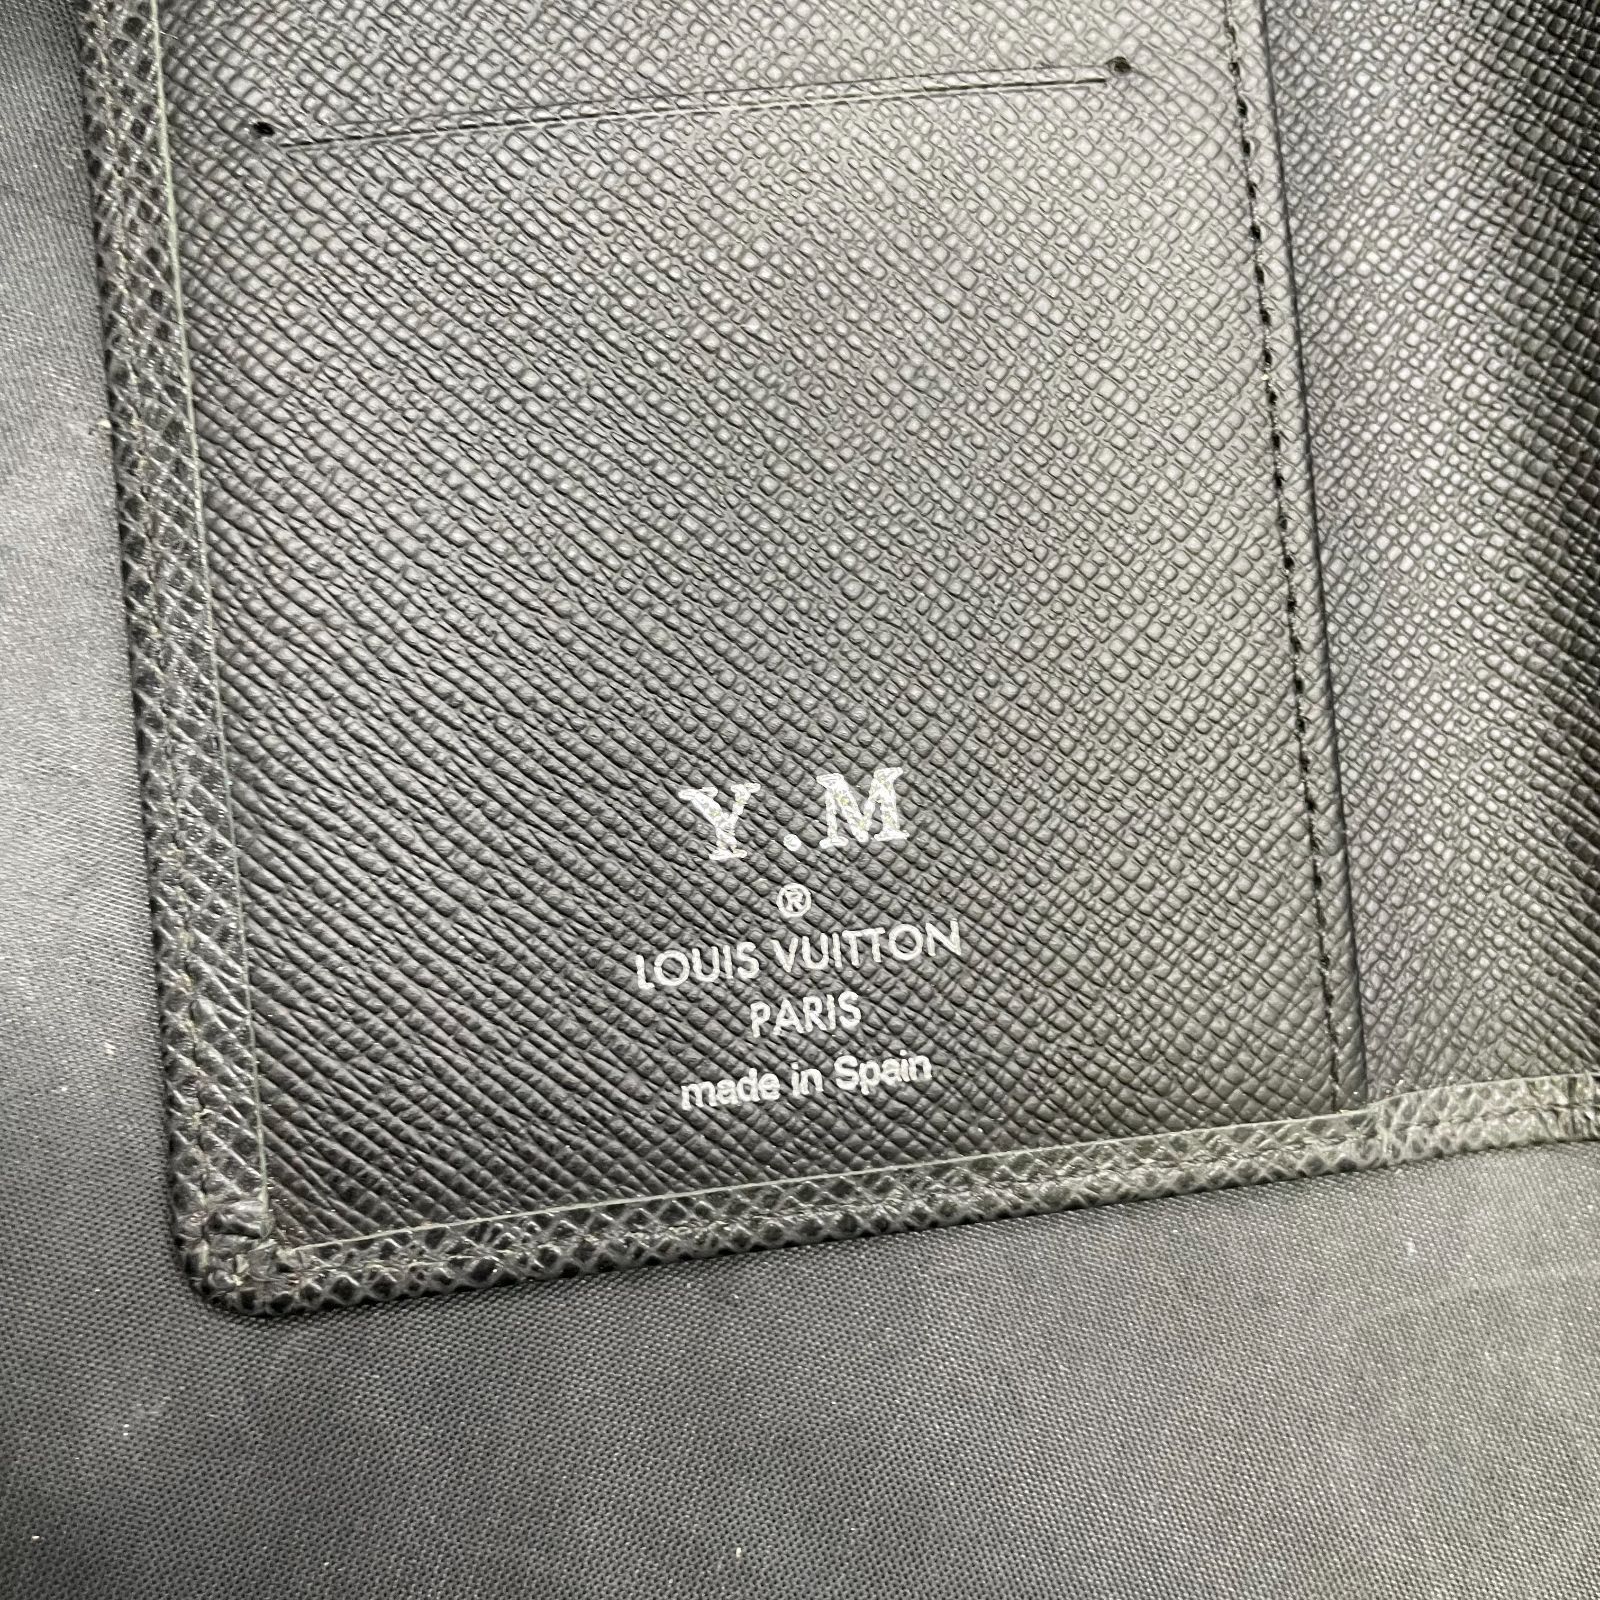 Y.M
®
LOUIS VUITTON
PARIS
made in Spain